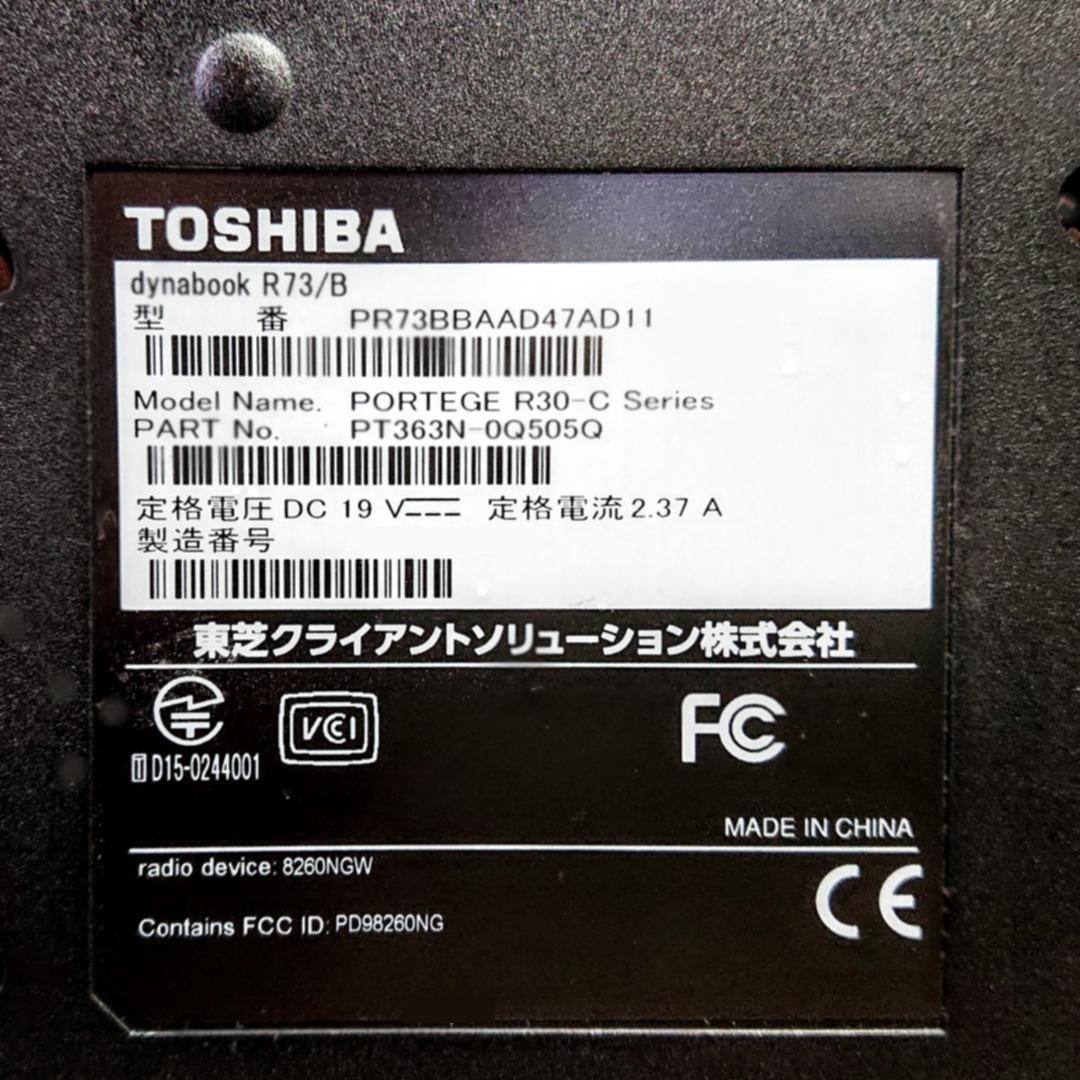 TOSHIBA
dynabook R73/B
型 番 PR73BBAAD47AD11
Model Name. PORTEGE R30-C Series
PART No. PT363N-0Q505Q
定格電圧 DC 19 V 定格電流 2.37 A
製造番号
東芝クライアントソリューション株式会社
VCI
FC
T D15-0244001
MADE IN CHINA
radio device: 8260NGW
CE
Contains FCC ID: PD98260NG